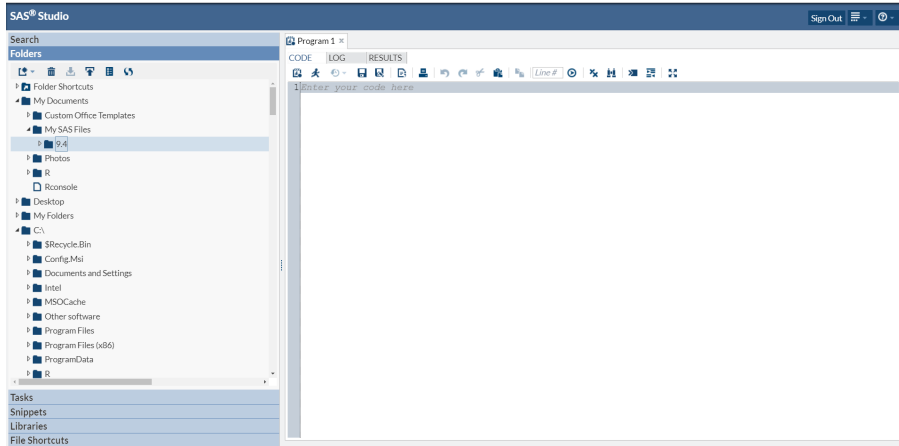 SAS® Studio
Sign Out
Search
Folders
Folder Shortcuts
My Documents
Custom Office Templates
My SAS Files
9.4
Photos
R
Rconsole
Desktop
My Folders
C:\
$Recycle.Bin
Config.Msi
Documents and Settings
Intel
MSOCache
Other software
Program Files
Program Files (x86)
ProgramData
R
Tasks
Snippets
Libraries
File Shortcuts
Program 1
CODE LOG RESULTS
Line #
1 Enter your code here